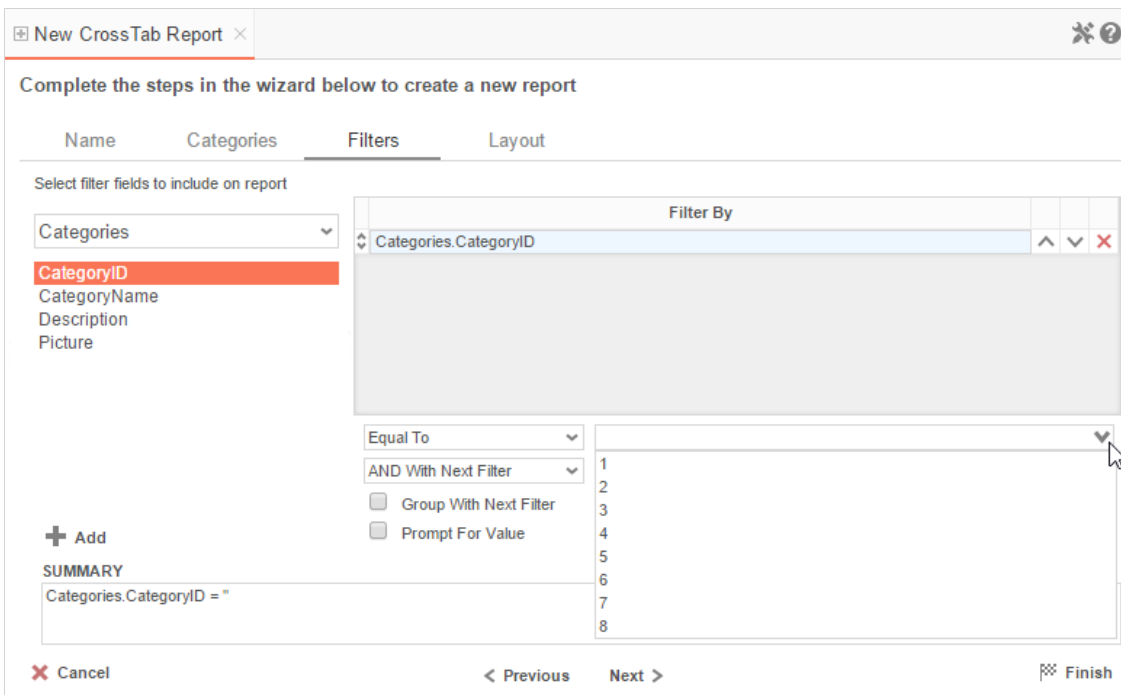 New CrossTab Report
Complete the steps in the wizard below to create a new report
Name Categories Filters Layout
Select filter fields to include on report
Categories
CategoryID
CategoryName
Description
Picture
Filter By
Categories.CategoryID
Equal To
AND With Next Filter
Group With Next Filter
Prompt For Value
1
2
3
4
5
6
7
8
Add
SUMMARY
Categories.CategoryID = ''
Cancel
< Previous
Next >
Finish